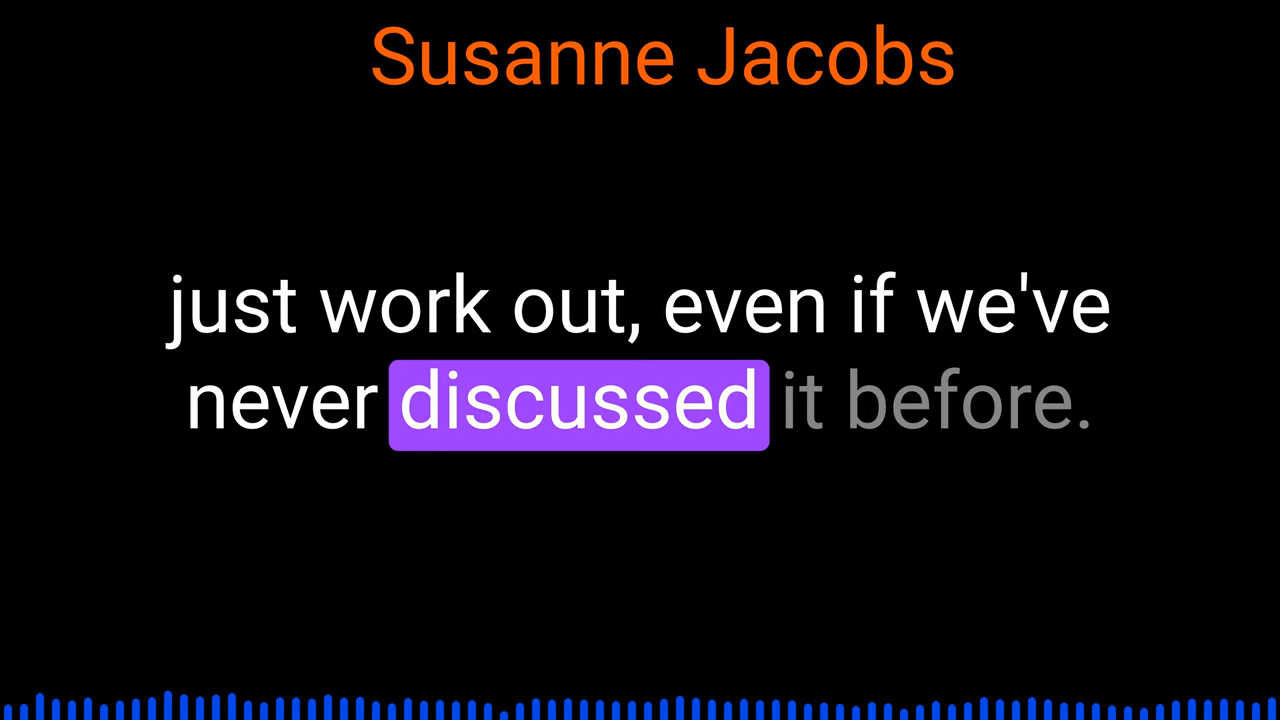 Susanne Jacobs
just work out, even if we've
never discussed it before.